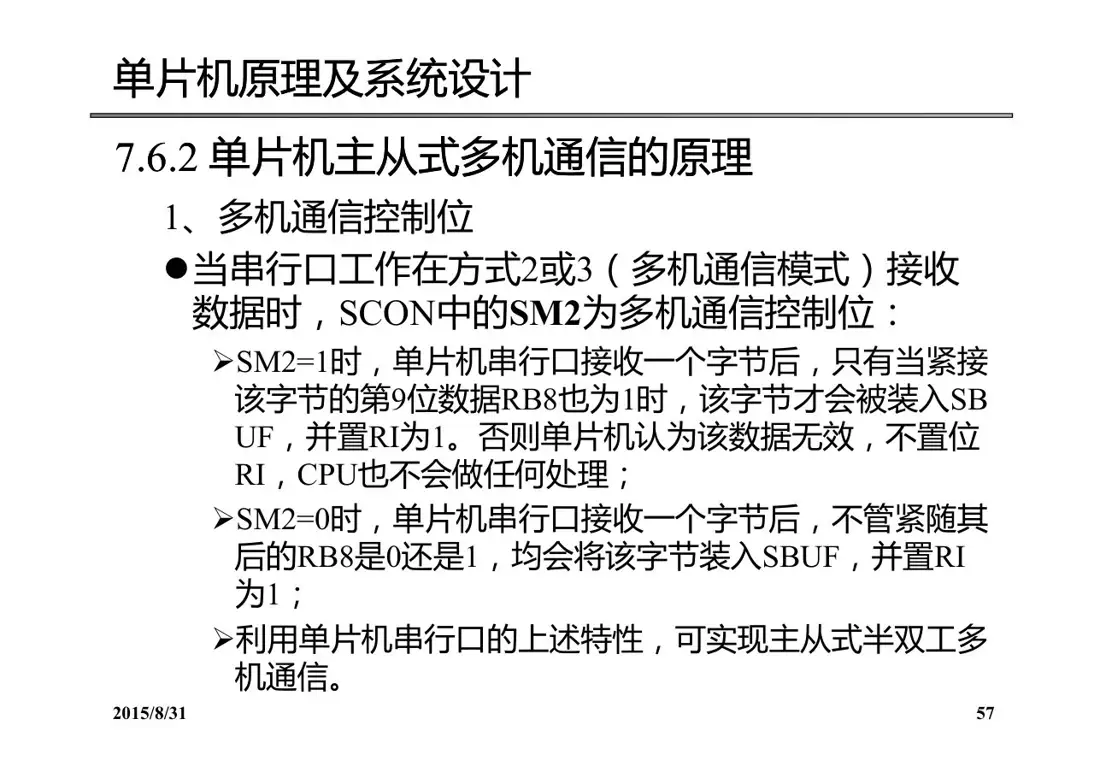 单片机原理及系统设计
7.6.2 单片机主从式多机通信的原理
1、多机通信控制位
●当串行口工作在方式2或3（多机通信模式）接收
数据时，SCON中的SM2为多机通信控制位：
➢SM2=1时，单片机串行口接收一个字节后，只有当紧接
该字节的第9位数据RB8也为1时，该字节才会被装入SB
UF，并置RI为1。否则单片机认为该数据无效，不置位
RI，CPU也不会做任何处理；
➢SM2=0时，单片机串行口接收一个字节后，不管紧随其
后的RB8是0还是1，均会将该字节装入SBUF，并置RI
为1；
➢利用单片机串行口的上述特性，可实现主从式半双工多
机通信。
2015/8/31
57